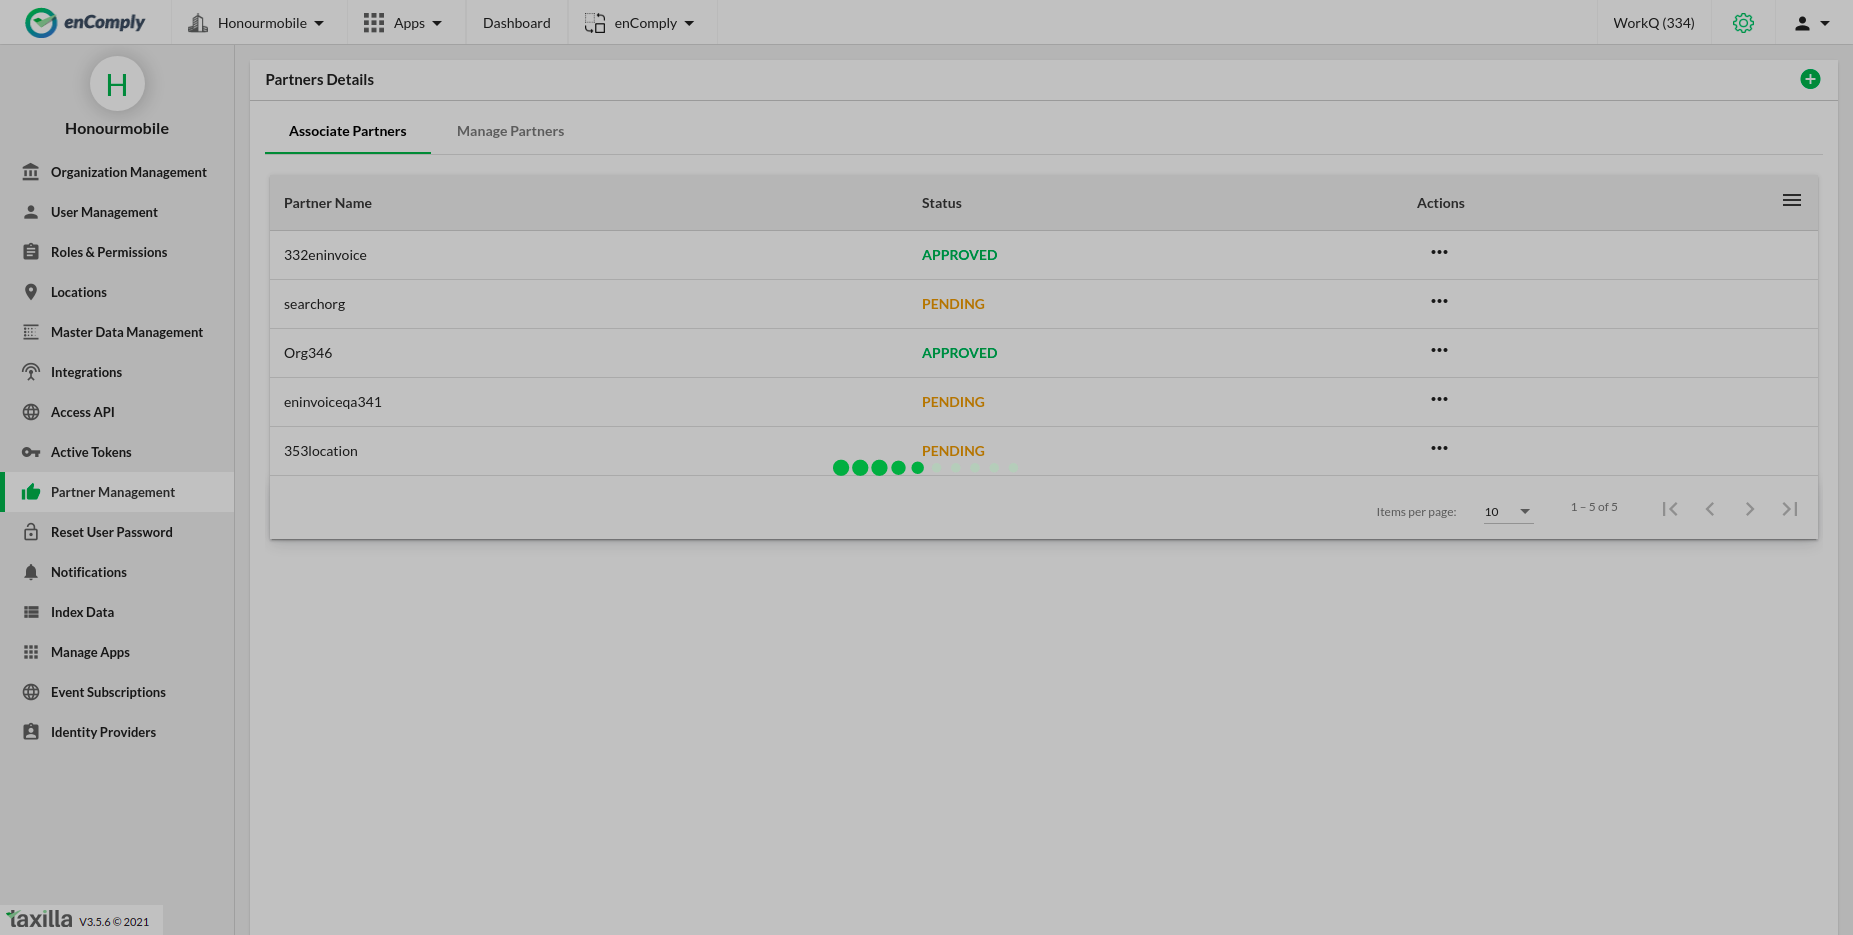 enComply
Honourmobile
Apps
Dashboard
enComply
WorkQ (334)
H
Honourmobile
Organization Management
User Management
Roles & Permissions
Locations
Master Data Management
Integrations
Access API
Active Tokens
Partner Management
Reset User Password
Notifications
Index Data
Manage Apps
Event Subscriptions
Identity Providers
taxilla V3.5.6 © 2021
Partners Details
Associate Partners Manage Partners
Partner Name Status Actions
332eninvoice APPROVED
searchorg PENDING
Org346 APPROVED
eninvoiceqa341 PENDING
353location PENDING
Items per page: 10 1 – 5 of 5